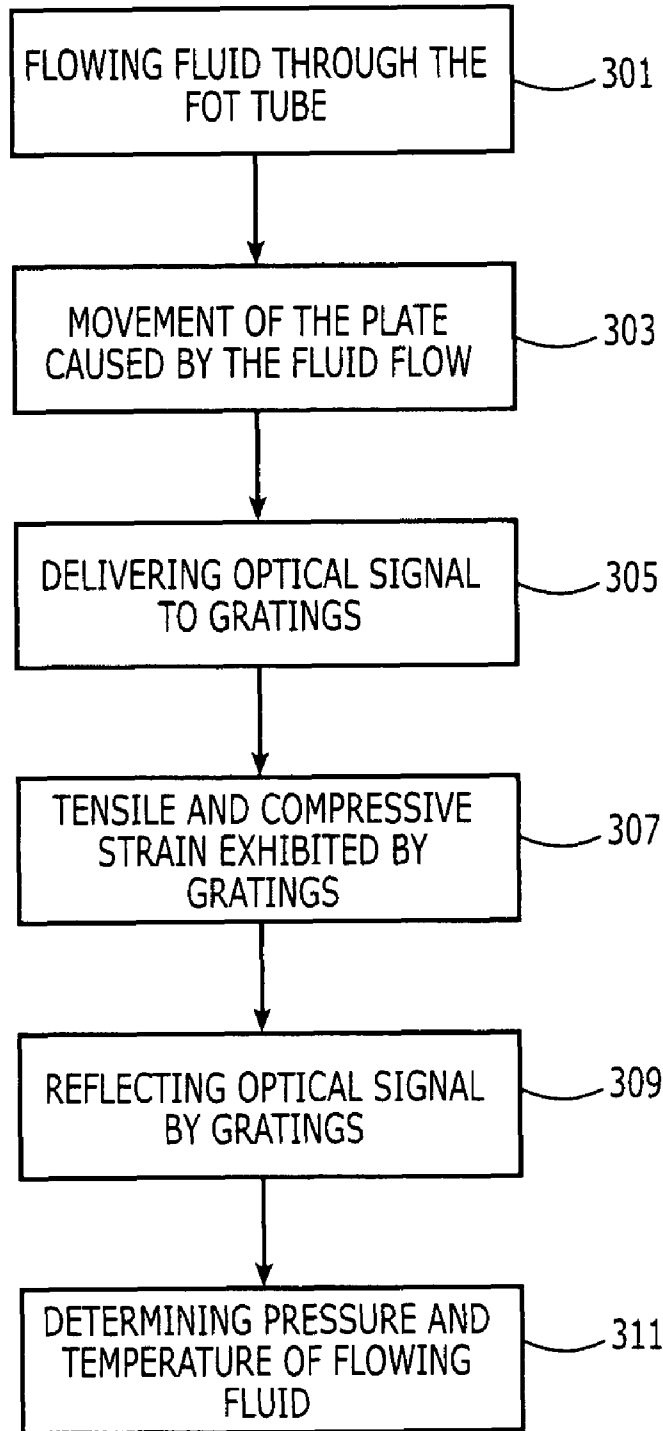 FLOWING FLUID THROUGH THE
FOT TUBE
301
MOVEMENT OF THE PLATE
CAUSED BY THE FLUID FLOW
303
DELIVERING OPTICAL SIGNAL
TO GRATINGS
305
TENSILE AND COMPRESSIVE
STRAIN EXHIBITED BY
GRATINGS
307
REFLECTING OPTICAL SIGNAL
BY GRATINGS
309
DETERMINING PRESSURE AND
TEMPERATURE OF FLOWING
FLUID
311